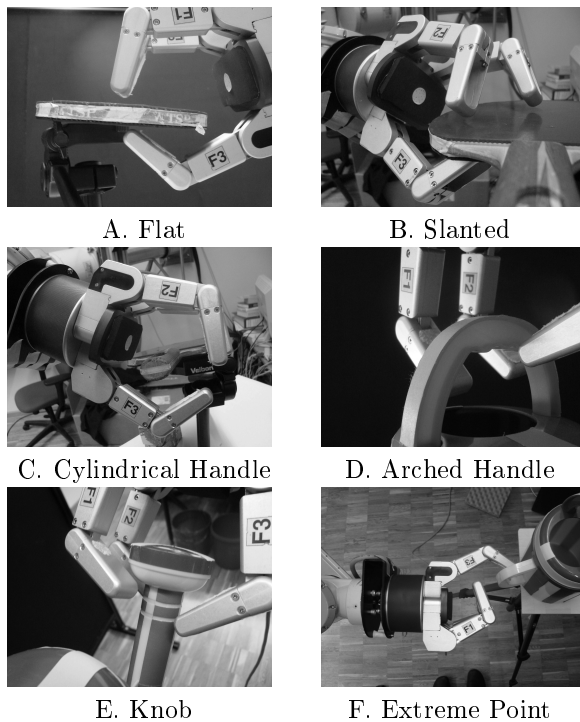 F3
A. Flat
F2
F3
B. Slanted
F2
Velbon
F3
C. Cylindrical Handle
F1
F2
D. Arched Handle
F1
F2
F3
E. Knob
F3
F1
F. Extreme Point